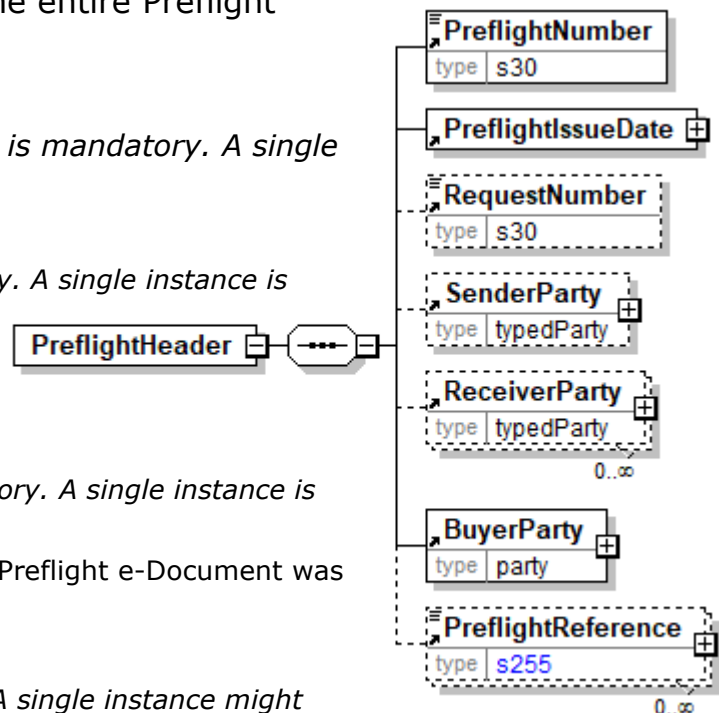 ne entire Preflight
is mandatory. A single
y. A single instance is
ory. A single instance is
Preflight e-Document was
A single instance might
PreflightHeader
PreflightNumber
type s30
PreflightIssueDate
RequestNumber
type s30
SenderParty
type typedParty
ReceiverParty
type typedParty
0..∞
BuyerParty
type party
PreflightReference
type s255
0..∞